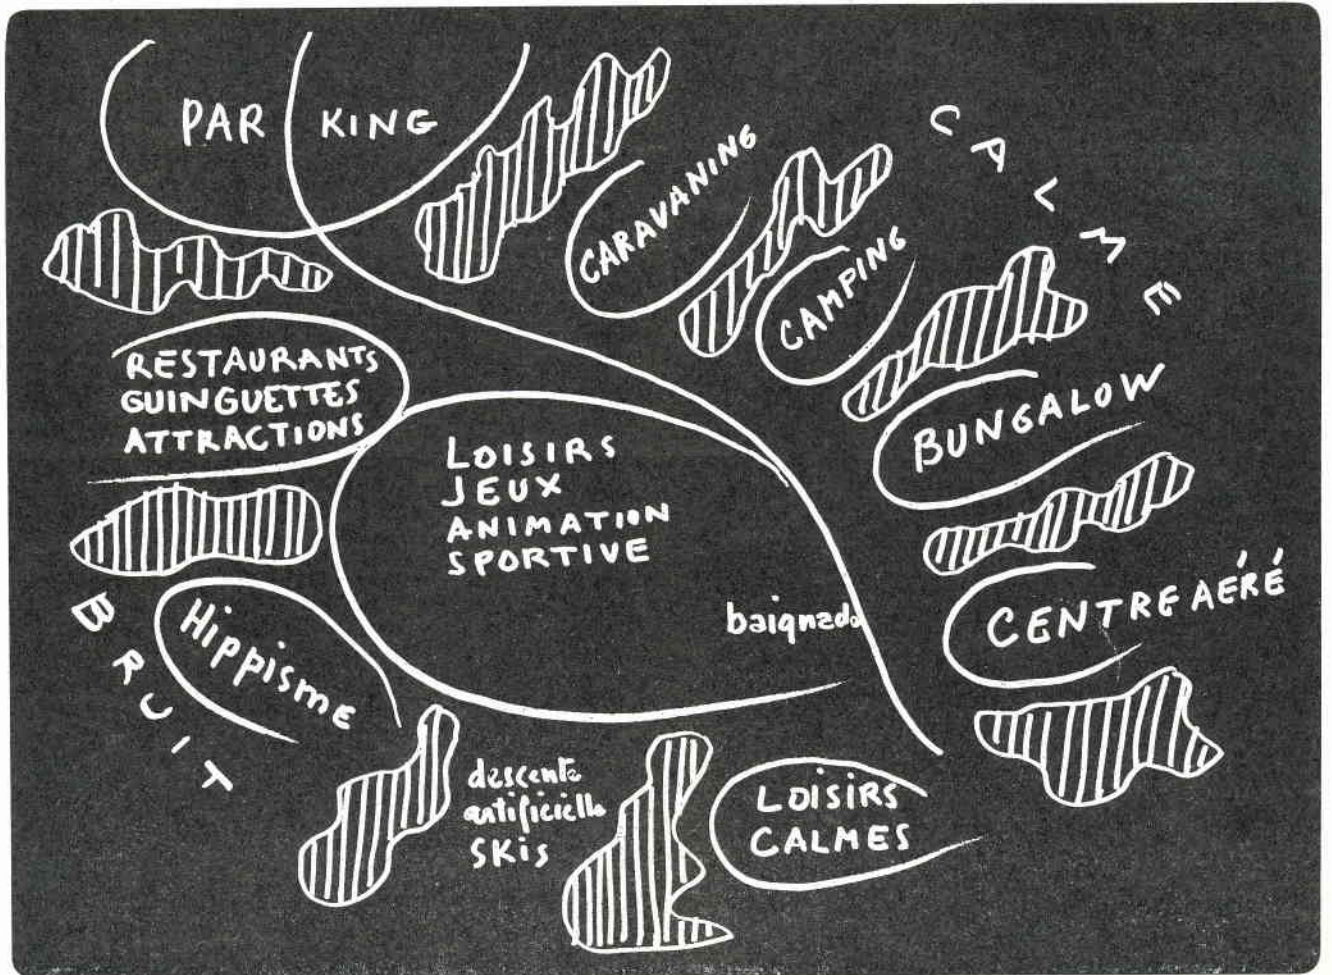 PAR KING
CARAVANING
CALME
CAMPING
RESTAURANTS
GUINGUETTES
ATTRACTIONS
BUNGALOW
LOISIRS
JEUX
ANIMATION
SPORTIVE
CENTRE AÉRÉ
baignade
BRUIT
Hippisme
descente
artificielle
SKis
LOISIRS
CALMES